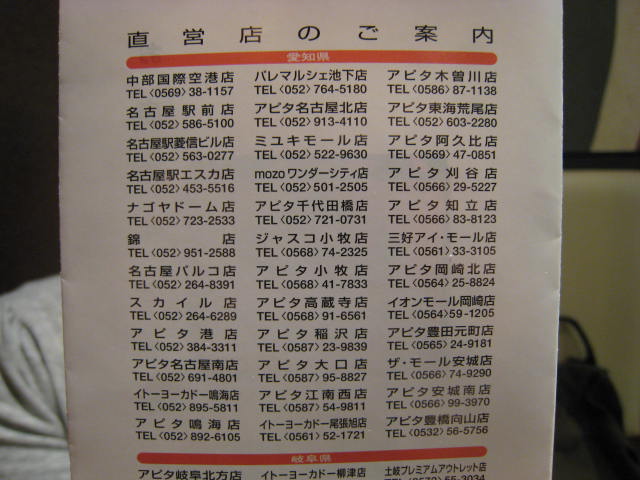 直営店のご案内
愛知県
中部国際空港店
TEL〈0569〉38-1157
名古屋駅前店
TEL〈052〉586-5100
名古屋駅菱信ビル店
TEL〈052〉563-0277
名古屋駅エスカ店
TEL〈052〉453-5516
ナゴヤドーム店
TEL〈052〉723-2533
錦店
TEL〈052〉951-2588
名古屋パルコ店
TEL〈052〉264-8391
スカイル店
TEL〈052〉264-6289
アピタ港店
TEL〈052〉384-3311
アピタ名古屋南店
TEL〈052〉691-4801
イトーヨーカドー鳴海店
TEL〈052〉895-5811
アピタ鳴海店
TEL〈052〉892-6105
パレマルシェ池下店
TEL〈052〉764-5180
アピタ名古屋北店
TEL〈052〉913-4110
ミユキモール店
TEL〈052〉522-9630
mozoワンダーシティ店
TEL〈052〉501-2505
アピタ千代田橋店
TEL〈052〉721-0731
ジャスコ小牧店
TEL〈0568〉74-2325
アピタ小牧店
TEL〈0568〉41-7833
アピタ高蔵寺店
TEL〈0568〉91-6561
アピタ稲沢店
TEL〈0587〉23-9839
アピタ大口店
TEL〈0587〉95-8827
アピタ江南西店
TEL〈0587〉54-9811
イトーヨーカドー尾張旭店
TEL〈0561〉52-1721
アピタ木曽川店
TEL〈0586〉87-1138
アピタ東海荒尾店
TEL〈052〉603-2280
アピタ阿久比店
TEL〈0569〉47-0851
アピタ刈谷店
TEL〈0566〉29-5227
アピタ知立店
TEL〈0566〉83-8123
三好アイ・モール店
TEL〈0561〉33-3105
アピタ岡崎北店
TEL〈0564〉25-8824
イオンモール岡崎店
TEL〈0564〉59-1205
アピタ豊田元町店
TEL〈0565〉24-9181
ザ・モール安城店
TEL〈0566〉74-9290
アピタ安城南店
TEL〈0566〉99-3970
アピタ豊橋向山店
TEL〈0532〉56-5756
岐阜県
アピタ岐阜北方店
イトーヨーカドー柳津店
土岐プレミアムアウトレット店